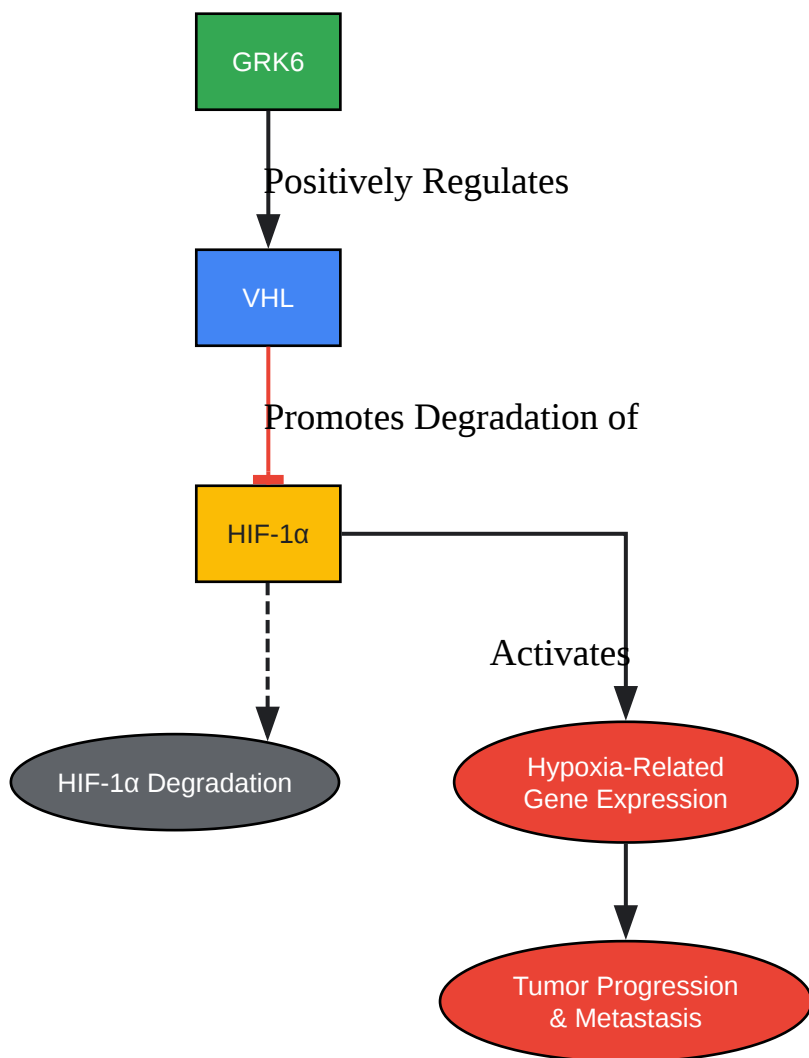 GRK6
Positively Regulates
VHL
Promotes Degradation of
HIF-1α
Activates
HIF-1α Degradation
Hypoxia-Related
Gene Expression
Tumor Progression
& Metastasis